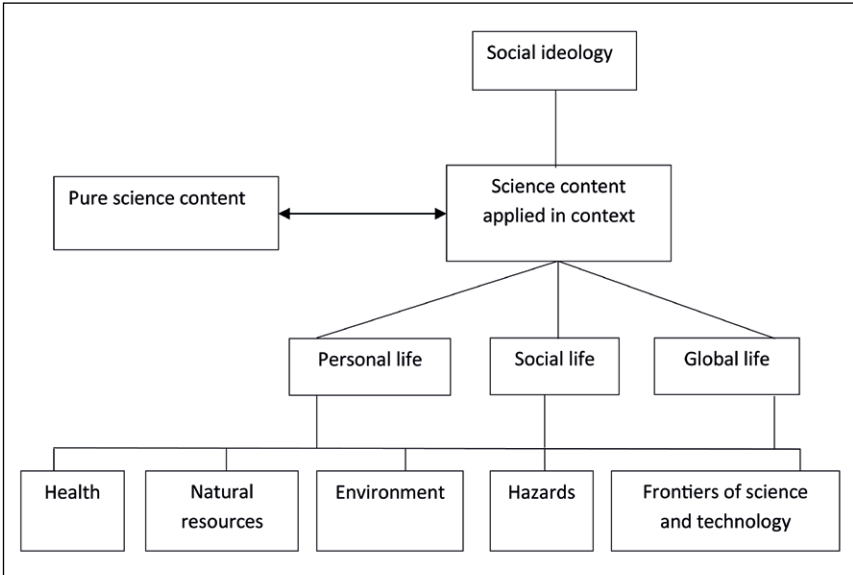 Social ideology
Pure science content
Science content
applied in context
Personal life
Social life
Global life
Health
Natural
resources
Environment
Hazards
Frontiers of science
and technology